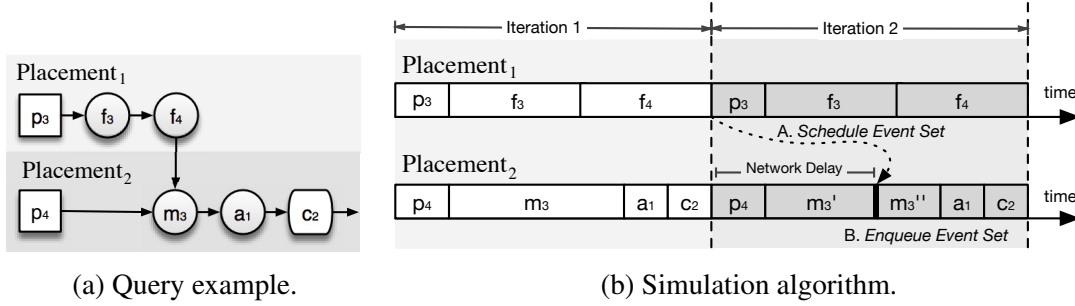 Placement₁
p₃ f₃ f₄
Placement₂
p₄ m₃ a₁ c₂
(a) Query example.
Iteration 1 Iteration 2
Placement₁
p₃ f₃ f₄ p₃ f₃ f₄ time
A. Schedule Event Set
Placement₂
Network Delay
p₄ m₃ a₁ c₂ p₄ m₃' m₃'' a₁ c₂ time
B. Enqueue Event Set
(b) Simulation algorithm.